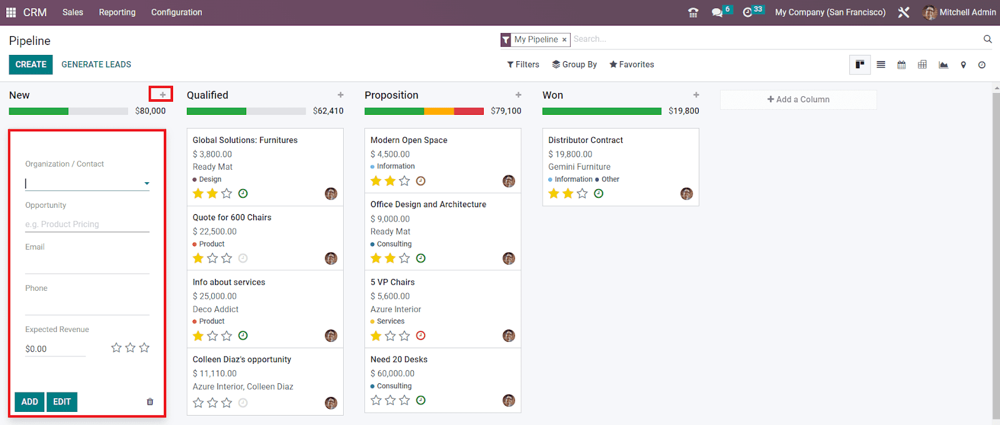 CRM Sales Reporting Configuration 6 33 My Company (San Francisco) Mitchell Admin
Pipeline
My Pipeline × Search...
CREATE GENERATE LEADS
Filters Group By Favorites
New +
$80,000
Organization / Contact
Opportunity
e.g. Product Pricing
Email
Phone
Expected Revenue
$0.00
ADD EDIT
Qualified +
$62,410
Global Solutions: Furnitures
$ 3,800.00
Ready Mat
Design
Quote for 600 Chairs
$ 22,500.00
Product
Info about services
$ 25,000.00
Deco Addict
Product
Colleen Diaz's opportunity
$ 11,110.00
Azure Interior, Colleen Diaz
Proposition +
$79,100
Modern Open Space
$ 4,500.00
Information
Office Design and Architecture
$ 9,000.00
Ready Mat
Consulting
5 VP Chairs
$ 5,600.00
Azure Interior
Services
Need 20 Desks
$ 60,000.00
Consulting
Won +
$19,800
Distributor Contract
$ 19,800.00
Gemini Furniture
Information Other
+ Add a Column